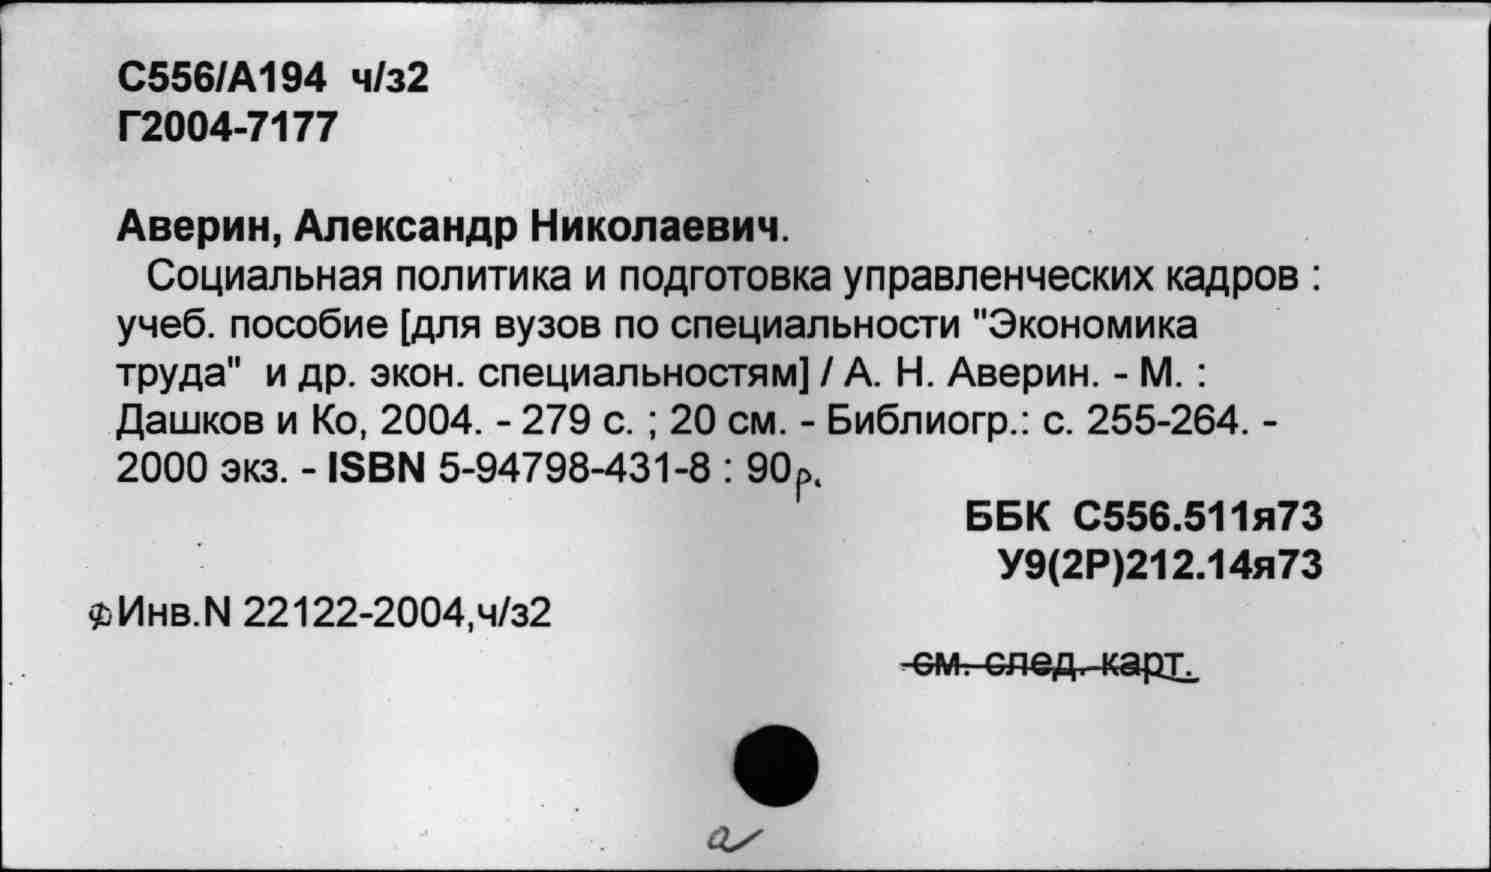 С556/А194 ч/з2
Г2004-7177
Аверин, Александр Николаевич.
Социальная политика и подготовка управленческих кадров :
учеб. пособие [для вузов по специальности "Экономика
труда" и др. экон. специальностям] / А. Н. Аверин. - М. :
Дашков и Ко, 2004. - 279 с. ; 20 см. - Библиогр.: с. 255-264. -
2000 экз. - ISBN 5-94798-431-8 : 90р.
ББК С556.511я73
У9(2Р)212.14я73
ф Инв.N 22122-2004,ч/з2
см. след. карт.